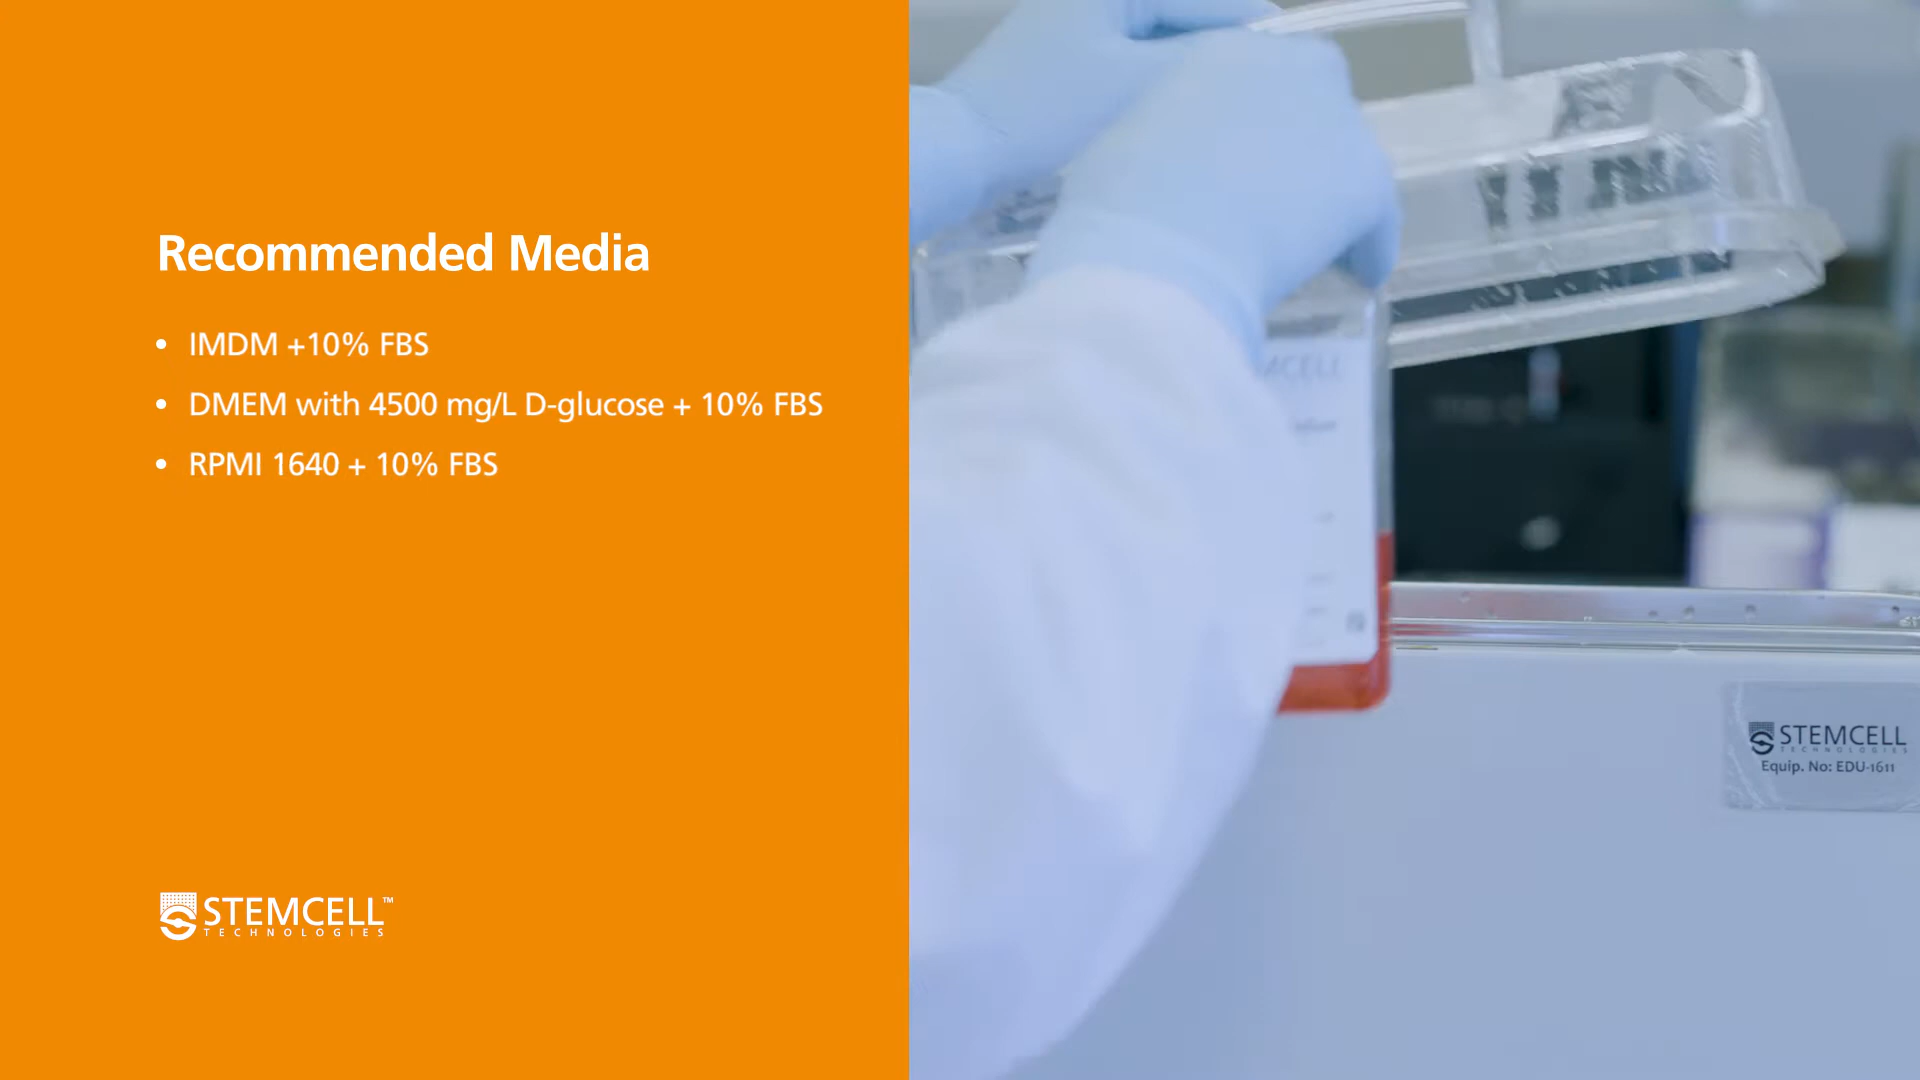 Recommended Media
• IMDM +10% FBS
• DMEM with 4500 mg/L D-glucose + 10% FBS
• RPMI 1640 + 10% FBS
STEMCELL™
TECHNOLOGIES
STEMCELL
TECHNOLOGIES
Equip. No: EDU-1611